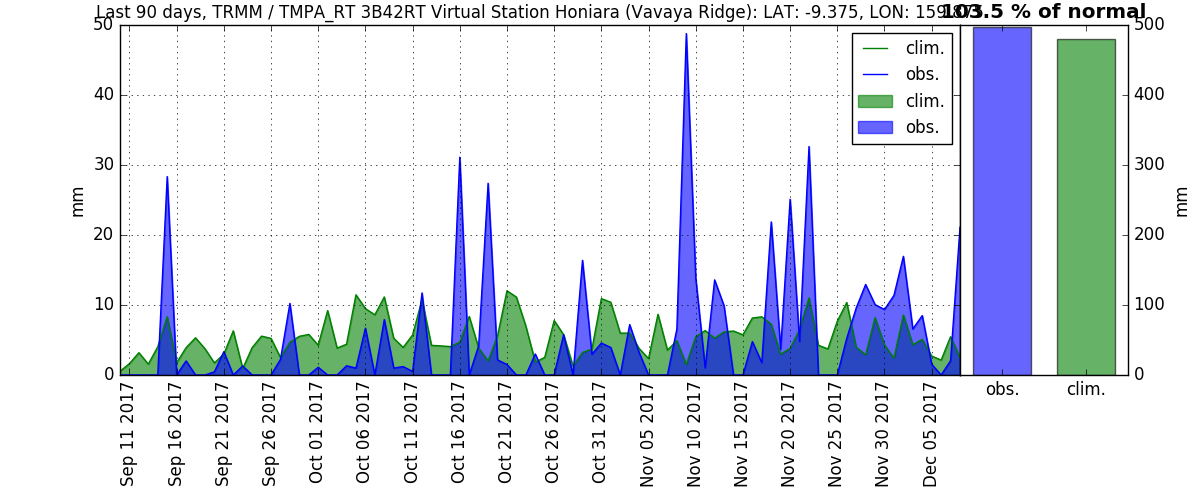 Last 90 days, TRMM / TMPA_RT 3B42RT Virtual Station Honiara (Vavaya Ridge): LAT: -9.375, LON:
103.5 % of normal
50
40
30
20
10
0
mm
clim.
obs.
clim.
obs.
500
400
300
200
100
0
mm
obs.
clim.
Sep 11 2017
Sep 16 2017
Sep 21 2017
Sep 26 2017
Oct 01 2017
Oct 06 2017
Oct 11 2017
Oct 16 2017
Oct 21 2017
Oct 26 2017
Oct 31 2017
Nov 05 2017
Nov 10 2017
Nov 15 2017
Nov 20 2017
Nov 25 2017
Nov 30 2017
Dec 05 2017